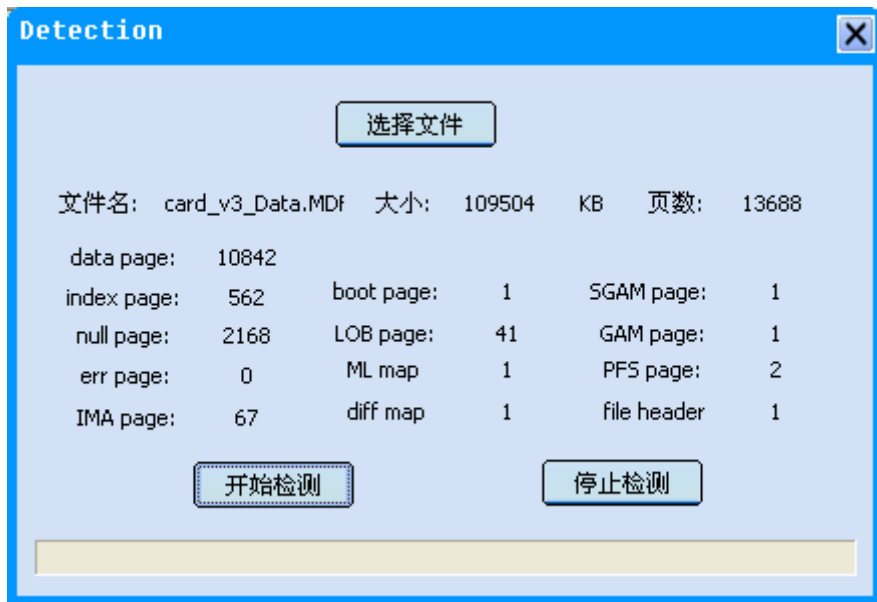 Detection
选择文件
文件名: card_v3_Data.MDF 大小: 109504 KB 页数: 13688
data page: 10842
index page: 562 boot page: 1 SGAM page: 1
null page: 2168 LOB page: 41 GAM page: 1
err page: 0 ML map 1 PFS page: 2
IMA page: 67 diff map 1 file header 1
开始检测 停止检测